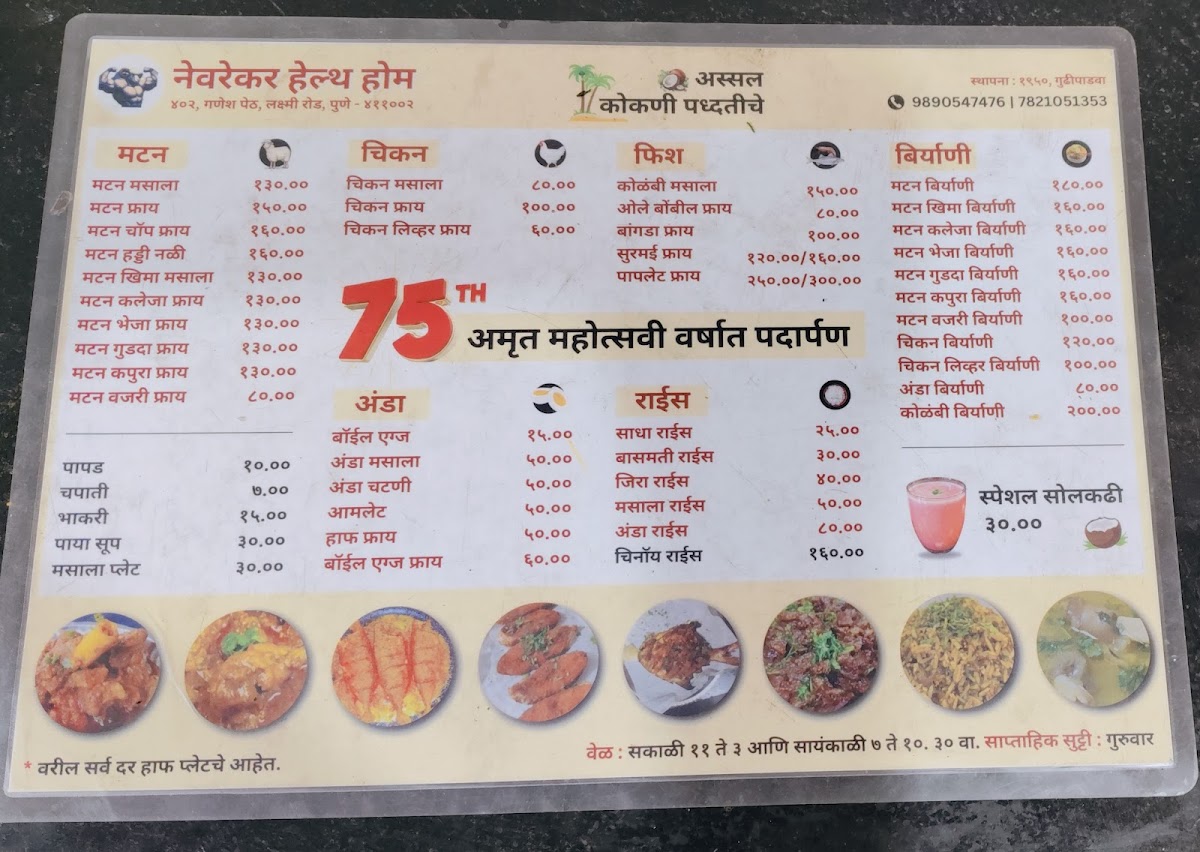 नेवरेकर हेल्थ होम
४०२, गणेश पेठ, लक्ष्मी रोड, पुणे - ४११००२
अस्सल
कोकणी पध्दतीचे
स्थापना : १९५०, गुढीपाडवा
9890547476 | 7821051353
मटन
मटन मसाला १३०.००
मटन फ्राय १५०.००
मटन चॉप फ्राय १६०.००
मटन हड्डी नळी १६०.००
मटन खिमा मसाला १३०.००
मटन कलेजा फ्राय १३०.००
मटन भेजा फ्राय १३०.००
मटन गुडदा फ्राय १३०.००
मटन कपुरा फ्राय १३०.००
मटन वजरी फ्राय ८०.००
पापड १०.००
चपाती ७.००
भाकरी १५.००
पाया सूप ३०.००
मसाला प्लेट ३०.००
चिकन
चिकन मसाला ८०.००
चिकन फ्राय १००.००
चिकन लिव्हर फ्राय ६०.००
फिश
कोळंबी मसाला १५०.००
ओले बोंबील फ्राय ८०.००
बांगडा फ्राय १००.००
सुरमई फ्राय १२०.००/१६०.००
पापलेट फ्राय २५०.००/३००.००
75TH
अमृत महोत्सवी वर्षात पदार्पण
अंडा
बॉईल एग्ज १५.००
अंडा मसाला ५०.००
अंडा चटणी ५०.००
आमलेट ५०.००
हाफ फ्राय ५०.००
बॉईल एग्ज फ्राय ६०.००
राईस
साधा राईस २५.००
बासमती राईस ३०.००
जिरा राईस ४०.००
मसाला राईस ५०.००
अंडा राईस ८०.००
चिनॉय राईस १६०.००
बिर्याणी
मटन बिर्याणी १८०.००
मटन खिमा बिर्याणी १६०.००
मटन कलेजा बिर्याणी १६०.००
मटन भेजा बिर्याणी १६०.००
मटन गुडदा बिर्याणी १६०.००
मटन कपुरा बिर्याणी १६०.००
मटन वजरी बिर्याणी १००.००
चिकन बिर्याणी १२०.००
चिकन लिव्हर बिर्याणी १००.००
अंडा बिर्याणी ८०.००
कोळंबी बिर्याणी २००.००
स्पेशल सोलकढी
३०.००
वेळ : सकाळी ११ ते ३ आणि सायंकाळी ७ ते १०. ३० वा. साप्ताहिक सुट्टी : गुरुवार
* वरील सर्व दर हाफ प्लेटचे आहेत.